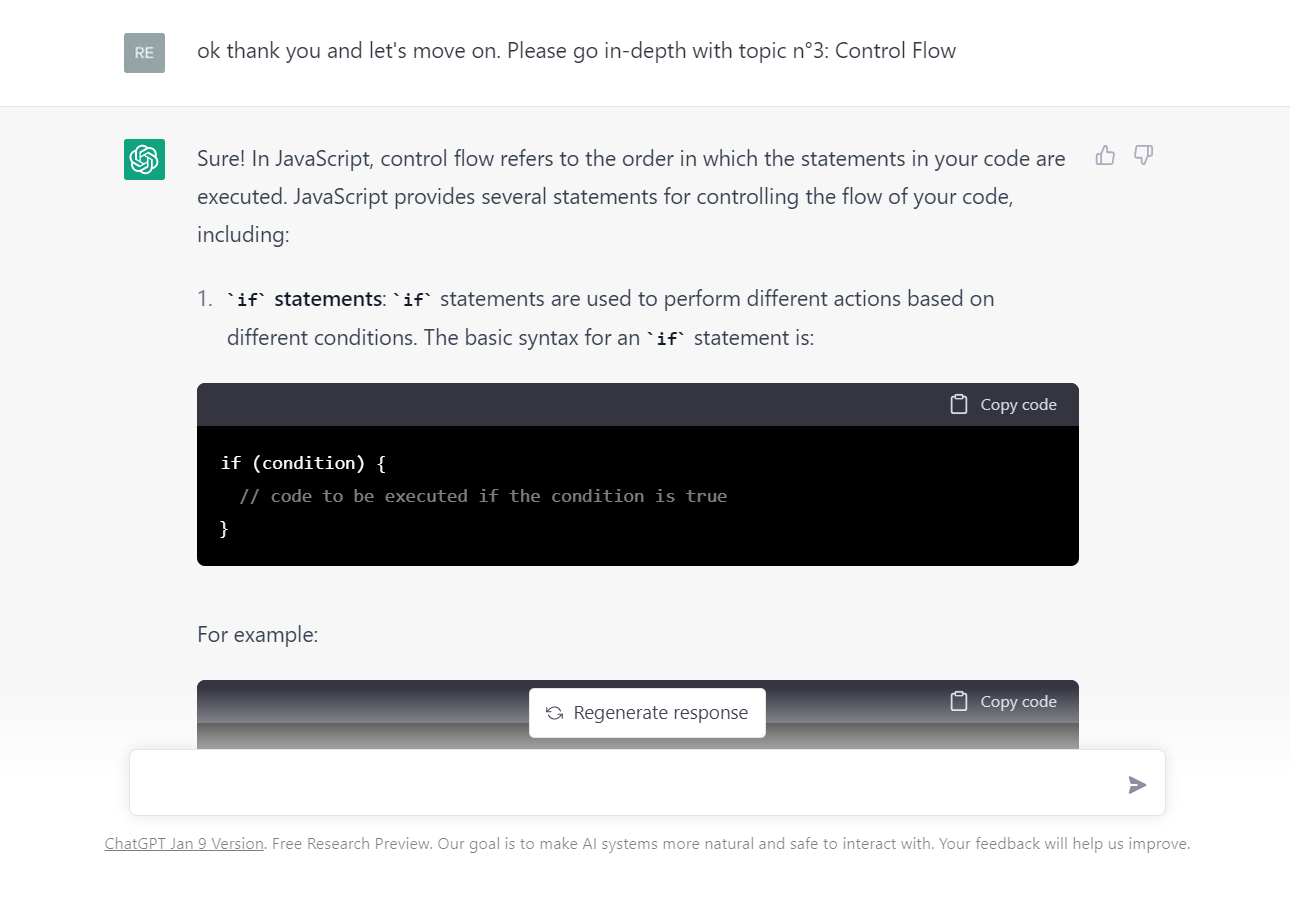 RE
ok thank you and let's move on. Please go in-depth with topic n°3: Control Flow
Sure! In JavaScript, control flow refers to the order in which the statements in your code are
executed. JavaScript provides several statements for controlling the flow of your code,
including:
1. `if` statements: `if` statements are used to perform different actions based on
different conditions. The basic syntax for an `if` statement is:
Copy code
if (condition) {
  // code to be executed if the condition is true
}
For example:
Copy code
Regenerate response
ChatGPT Jan 9 Version. Free Research Preview. Our goal is to make AI systems more natural and safe to interact with. Your feedback will help us improve.